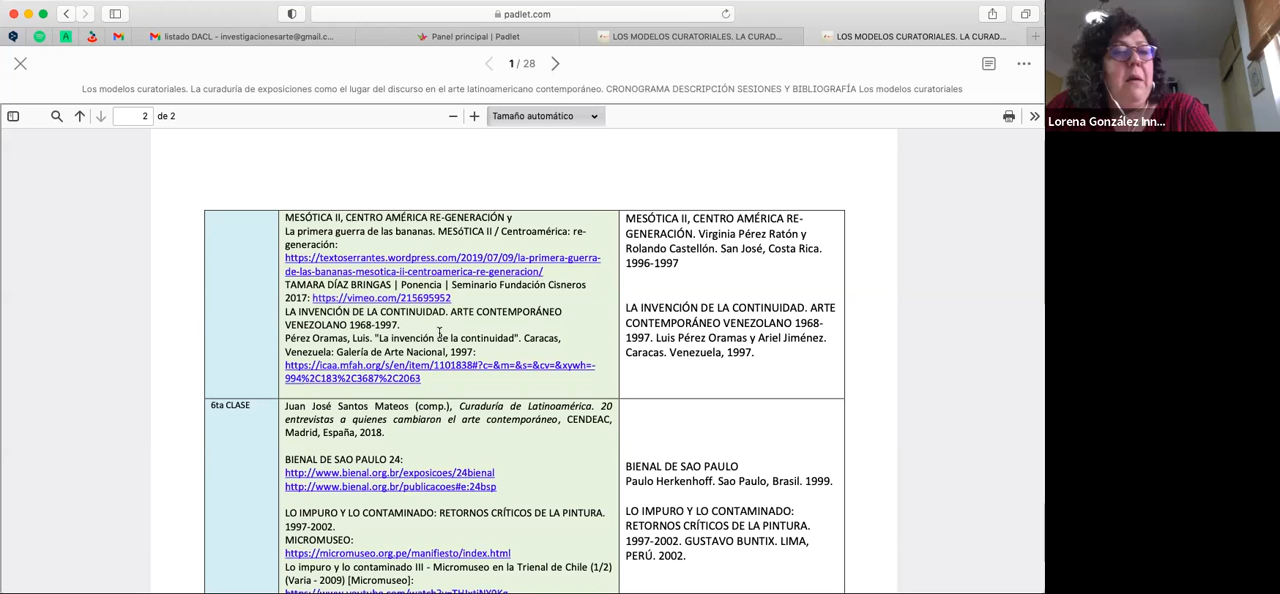 padlet.com
listado DACL - investigacionesarte@gmail.c...
Panel principal | Padlet
LOS MODELOS CURATORIALES. LA CURAD...
LOS MODELOS CURATORIALES. LA CURAD...
1 / 28
Los modelos curatoriales. La curaduría de exposiciones como el lugar del discurso en el arte latinoamericano contemporáneo. CRONOGRAMA DESCRIPCIÓN SESIONES Y BIBLIOGRAFÍA Los modelos curatoriales
2 de 2
Tamaño automático
Lorena González Inn...
MESÓTICA II, CENTRO AMÉRICA RE-GENERACIÓN y
La primera guerra de las bananas. MESóTICA II / Centroamérica: re-
generación:
https://textoserrantes.wordpress.com/2019/07/09/la-primera-guerra-
de-las-bananas-mesotica-ii-centroamerica-re-generacion/
TAMARA DÍAZ BRINGAS | Ponencia | Seminario Fundación Cisneros
2017: https://vimeo.com/215695952
LA INVENCIÓN DE LA CONTINUIDAD. ARTE CONTEMPORÁNEO
VENEZOLANO 1968-1997.
Pérez Oramas, Luis. "La invención de la continuidad". Caracas,
Venezuela: Galería de Arte Nacional, 1997:
https://icaa.mfah.org/s/en/item/1101838#?c=&m=&s=&cv=&xywh=-
994%2C183%2C3687%2C2063
MESÓTICA II, CENTRO AMÉRICA RE-
GENERACIÓN. Virginia Pérez Ratón y
Rolando Castellón. San José, Costa Rica.
1996-1997
LA INVENCIÓN DE LA CONTINUIDAD. ARTE
CONTEMPORÁNEO VENEZOLANO 1968-
1997. Luis Pérez Oramas y Ariel Jiménez.
Caracas. Venezuela, 1997.
6ta CLASE
Juan José Santos Mateos (comp.), Curaduría de Latinoamérica. 20
entrevistas a quienes cambiaron el arte contemporáneo, CENDEAC,
Madrid, España, 2018.
BIENAL DE SAO PAULO 24:
http://www.bienal.org.br/exposicoes/24bienal
http://www.bienal.org.br/publicacoes#e:24bsp
LO IMPURO Y LO CONTAMINADO: RETORNOS CRÍTICOS DE LA PINTURA.
1997-2002.
MICROMUSEO:
https://micromuseo.org.pe/manifiesto/index.html
Lo impuro y lo contaminado III - Micromuseo en la Trienal de Chile (1/2)
(Varia - 2009) [Micromuseo]:
BIENAL DE SAO PAULO
Paulo Herkenhoff. Sao Paulo, Brasil. 1999.
LO IMPURO Y LO CONTAMINADO:
RETORNOS CRÍTICOS DE LA PINTURA.
1997-2002. GUSTAVO BUNTIX. LIMA,
PERÚ. 2002.